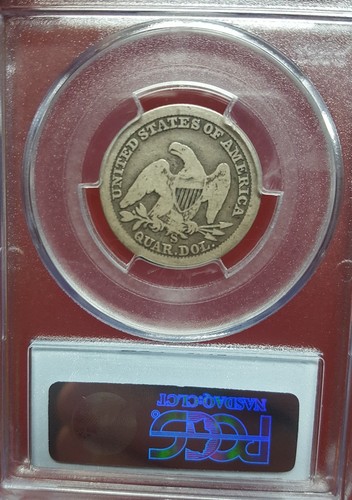 UNITED STATES OF AMERICA
S
QUAR. DOL.
NASDAQ:CLCT
PCGS